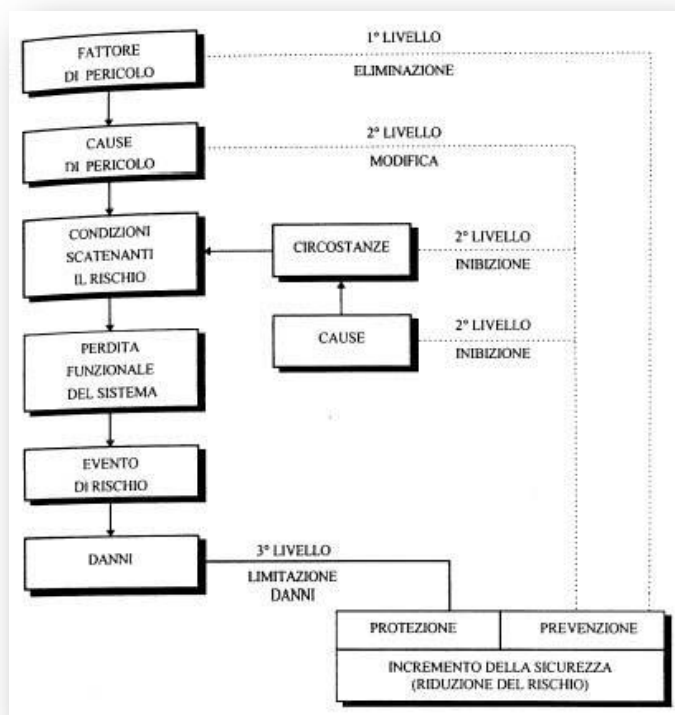 FATTORE
DI PERICOLO
1° LIVELLO
ELIMINAZIONE
CAUSE
DI PERICOLO
2° LIVELLO
MODIFICA
CONDIZIONI
SCATENANTI
IL RISCHIO
CIRCOSTANZE
2° LIVELLO
INIBIZIONE
CAUSE
2° LIVELLO
INIBIZIONE
PERDITA
FUNZIONALE
DEL SISTEMA
EVENTO
DI RISCHIO
DANNI
3° LIVELLO
LIMITAZIONE
DANNI
PROTEZIONE
PREVENZIONE
INCREMENTO DELLA SICUREZZA
(RIDUZIONE DEL RISCHIO)